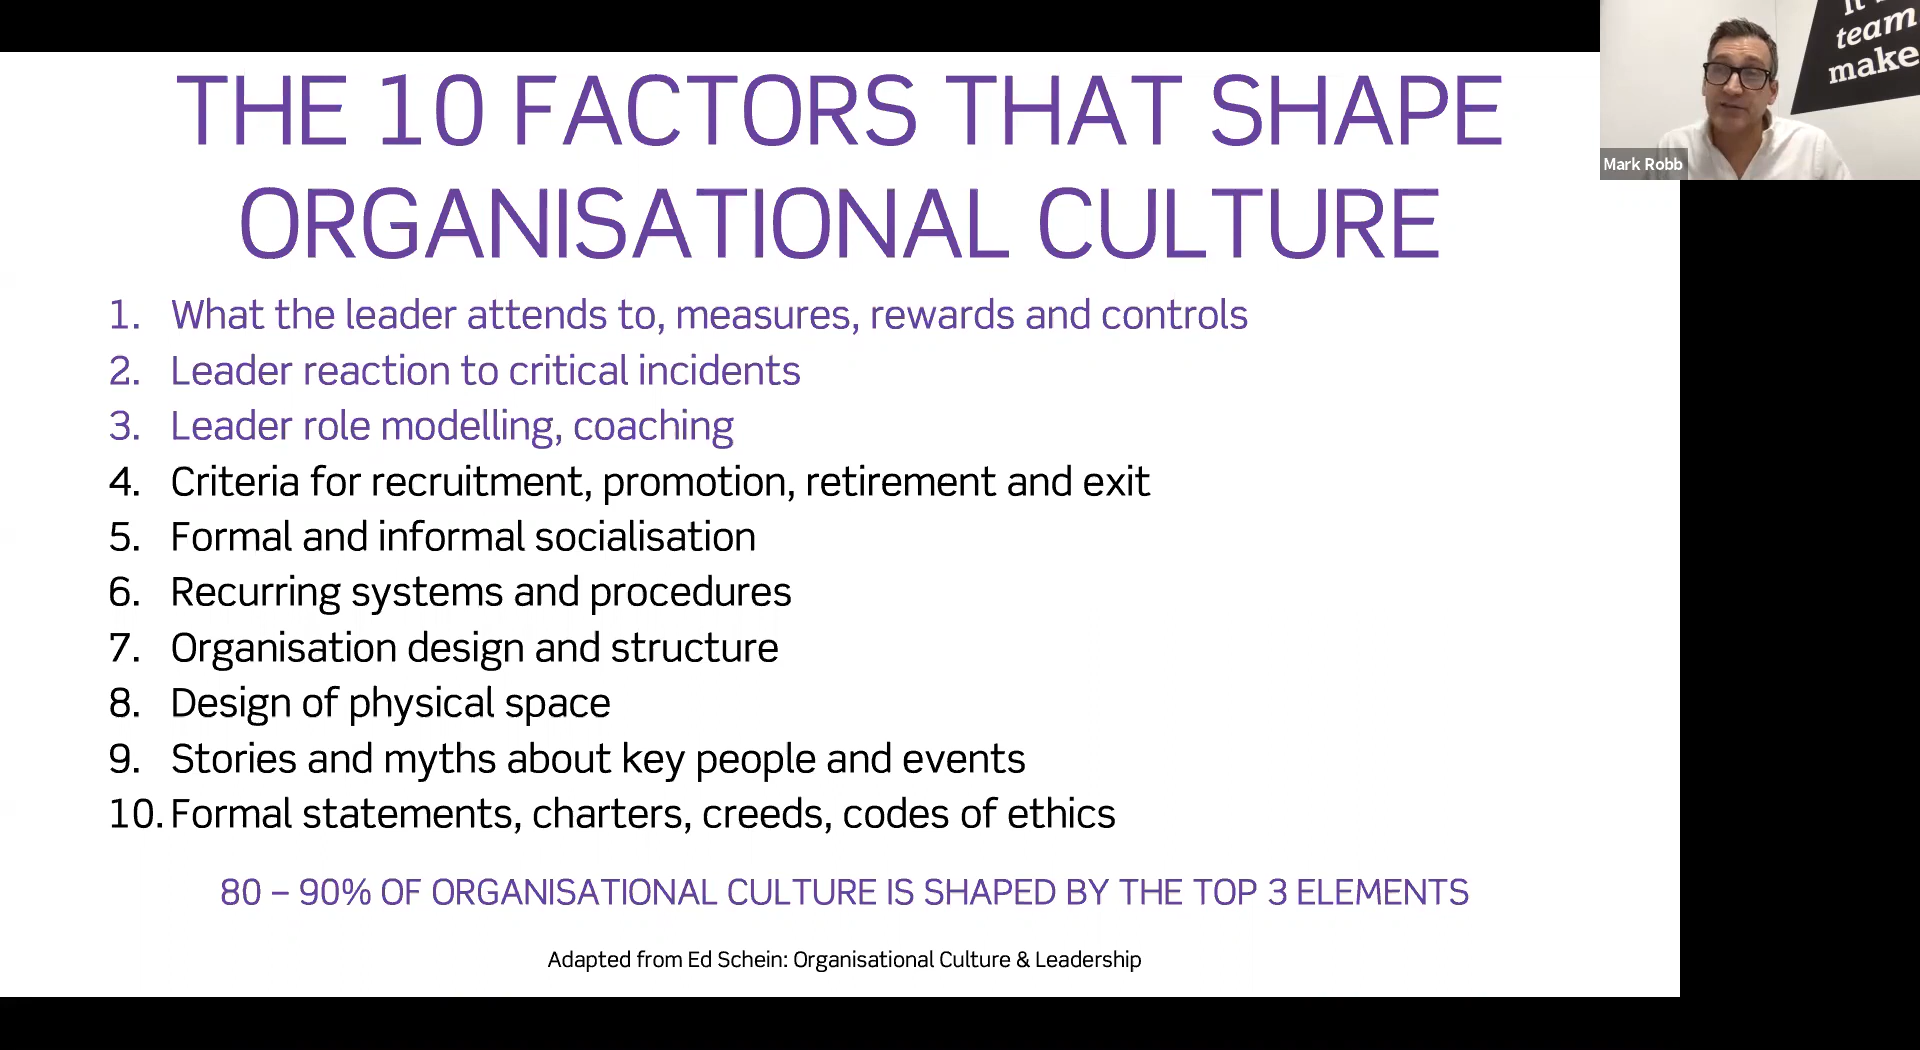 THE 10 FACTORS THAT SHAPE
ORGANISATIONAL CULTURE
1. What the leader attends to, measures, rewards and controls
2. Leader reaction to critical incidents
3. Leader role modelling, coaching
4. Criteria for recruitment, promotion, retirement and exit
5. Formal and informal socialisation
6. Recurring systems and procedures
7. Organisation design and structure
8. Design of physical space
9. Stories and myths about key people and events
10. Formal statements, charters, creeds, codes of ethics
80 – 90% OF ORGANISATIONAL CULTURE IS SHAPED BY THE TOP 3 ELEMENTS
Adapted from Ed Schein: Organisational Culture & Leadership
team
make
Mark Robb